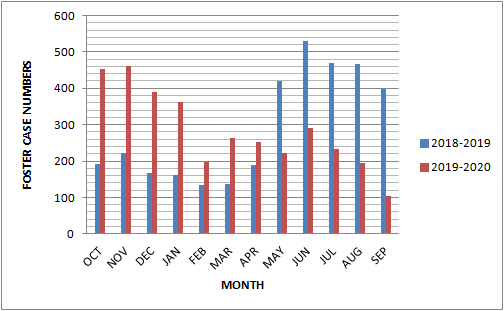 600
500
400
300
200
100
0
FOSTER CASE NUMBERS
OCT
NOV
DEC
JAN
FEB
MAR
APR
MAY
JUN
JUL
AUG
SEP
MONTH
2018-2019
2019-2020